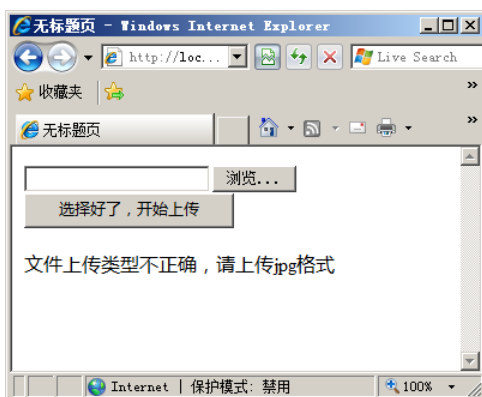 无标题页 - Windows Internet Explorer
http://loc...
Live Search
收藏夹
»
无标题页
»
浏览...
选择好了，开始上传
文件上传类型不正确，请上传jpg格式
Internet | 保护模式: 禁用
100%